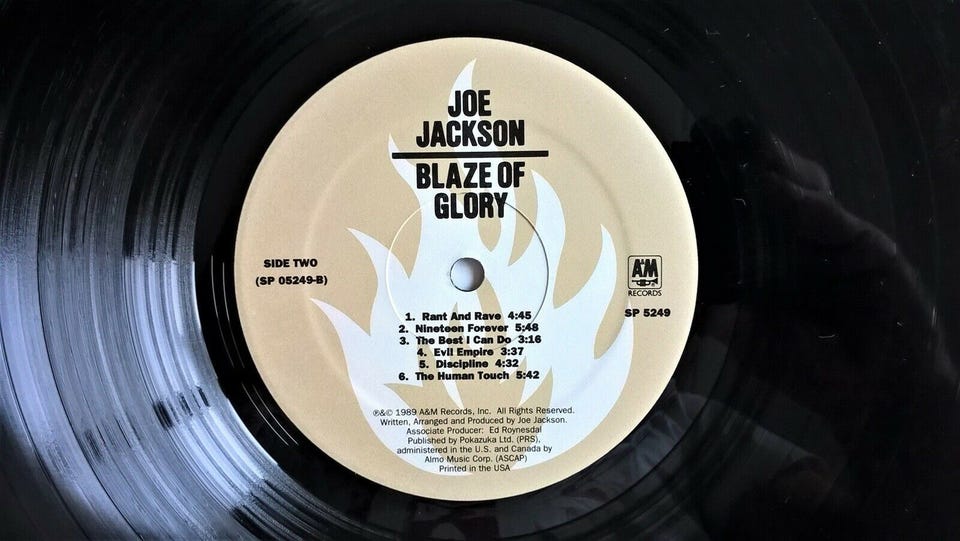 JOE
JACKSON
BLAZE OF
GLORY
SIDE TWO
(SP 05249-B)
A&M
RECORDS
SP 5249
1. Rant And Rave 4:45
2. Nineteen Forever 5:48
3. The Best I Can Do 3:16
4. Evil Empire 3:37
5. Discipline 4:32
6. The Human Touch 5:42
℗&© 1989 A&M Records, Inc. All Rights Reserved.
Written, Arranged and Produced by Joe Jackson.
Associate Producer: Ed Roynesdal
Published by Pokazuka Ltd. (PRS),
administered in the U.S. and Canada by
Almo Music Corp. (ASCAP)
Printed in the USA